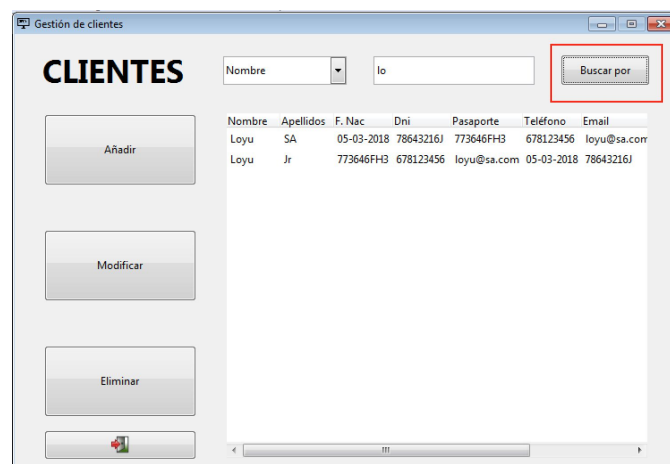 Gestión de clientes
CLIENTES
Nombre
lo
Buscar por
Nombre Apellidos F. Nac Dni Pasaporte Teléfono Email
Loyu SA 05-03-2018 78643216J 773646FH3 678123456 loyu@sa.com
Loyu Jr 773646FH3 678123456 loyu@sa.com 05-03-2018 78643216J
Añadir
Modificar
Eliminar